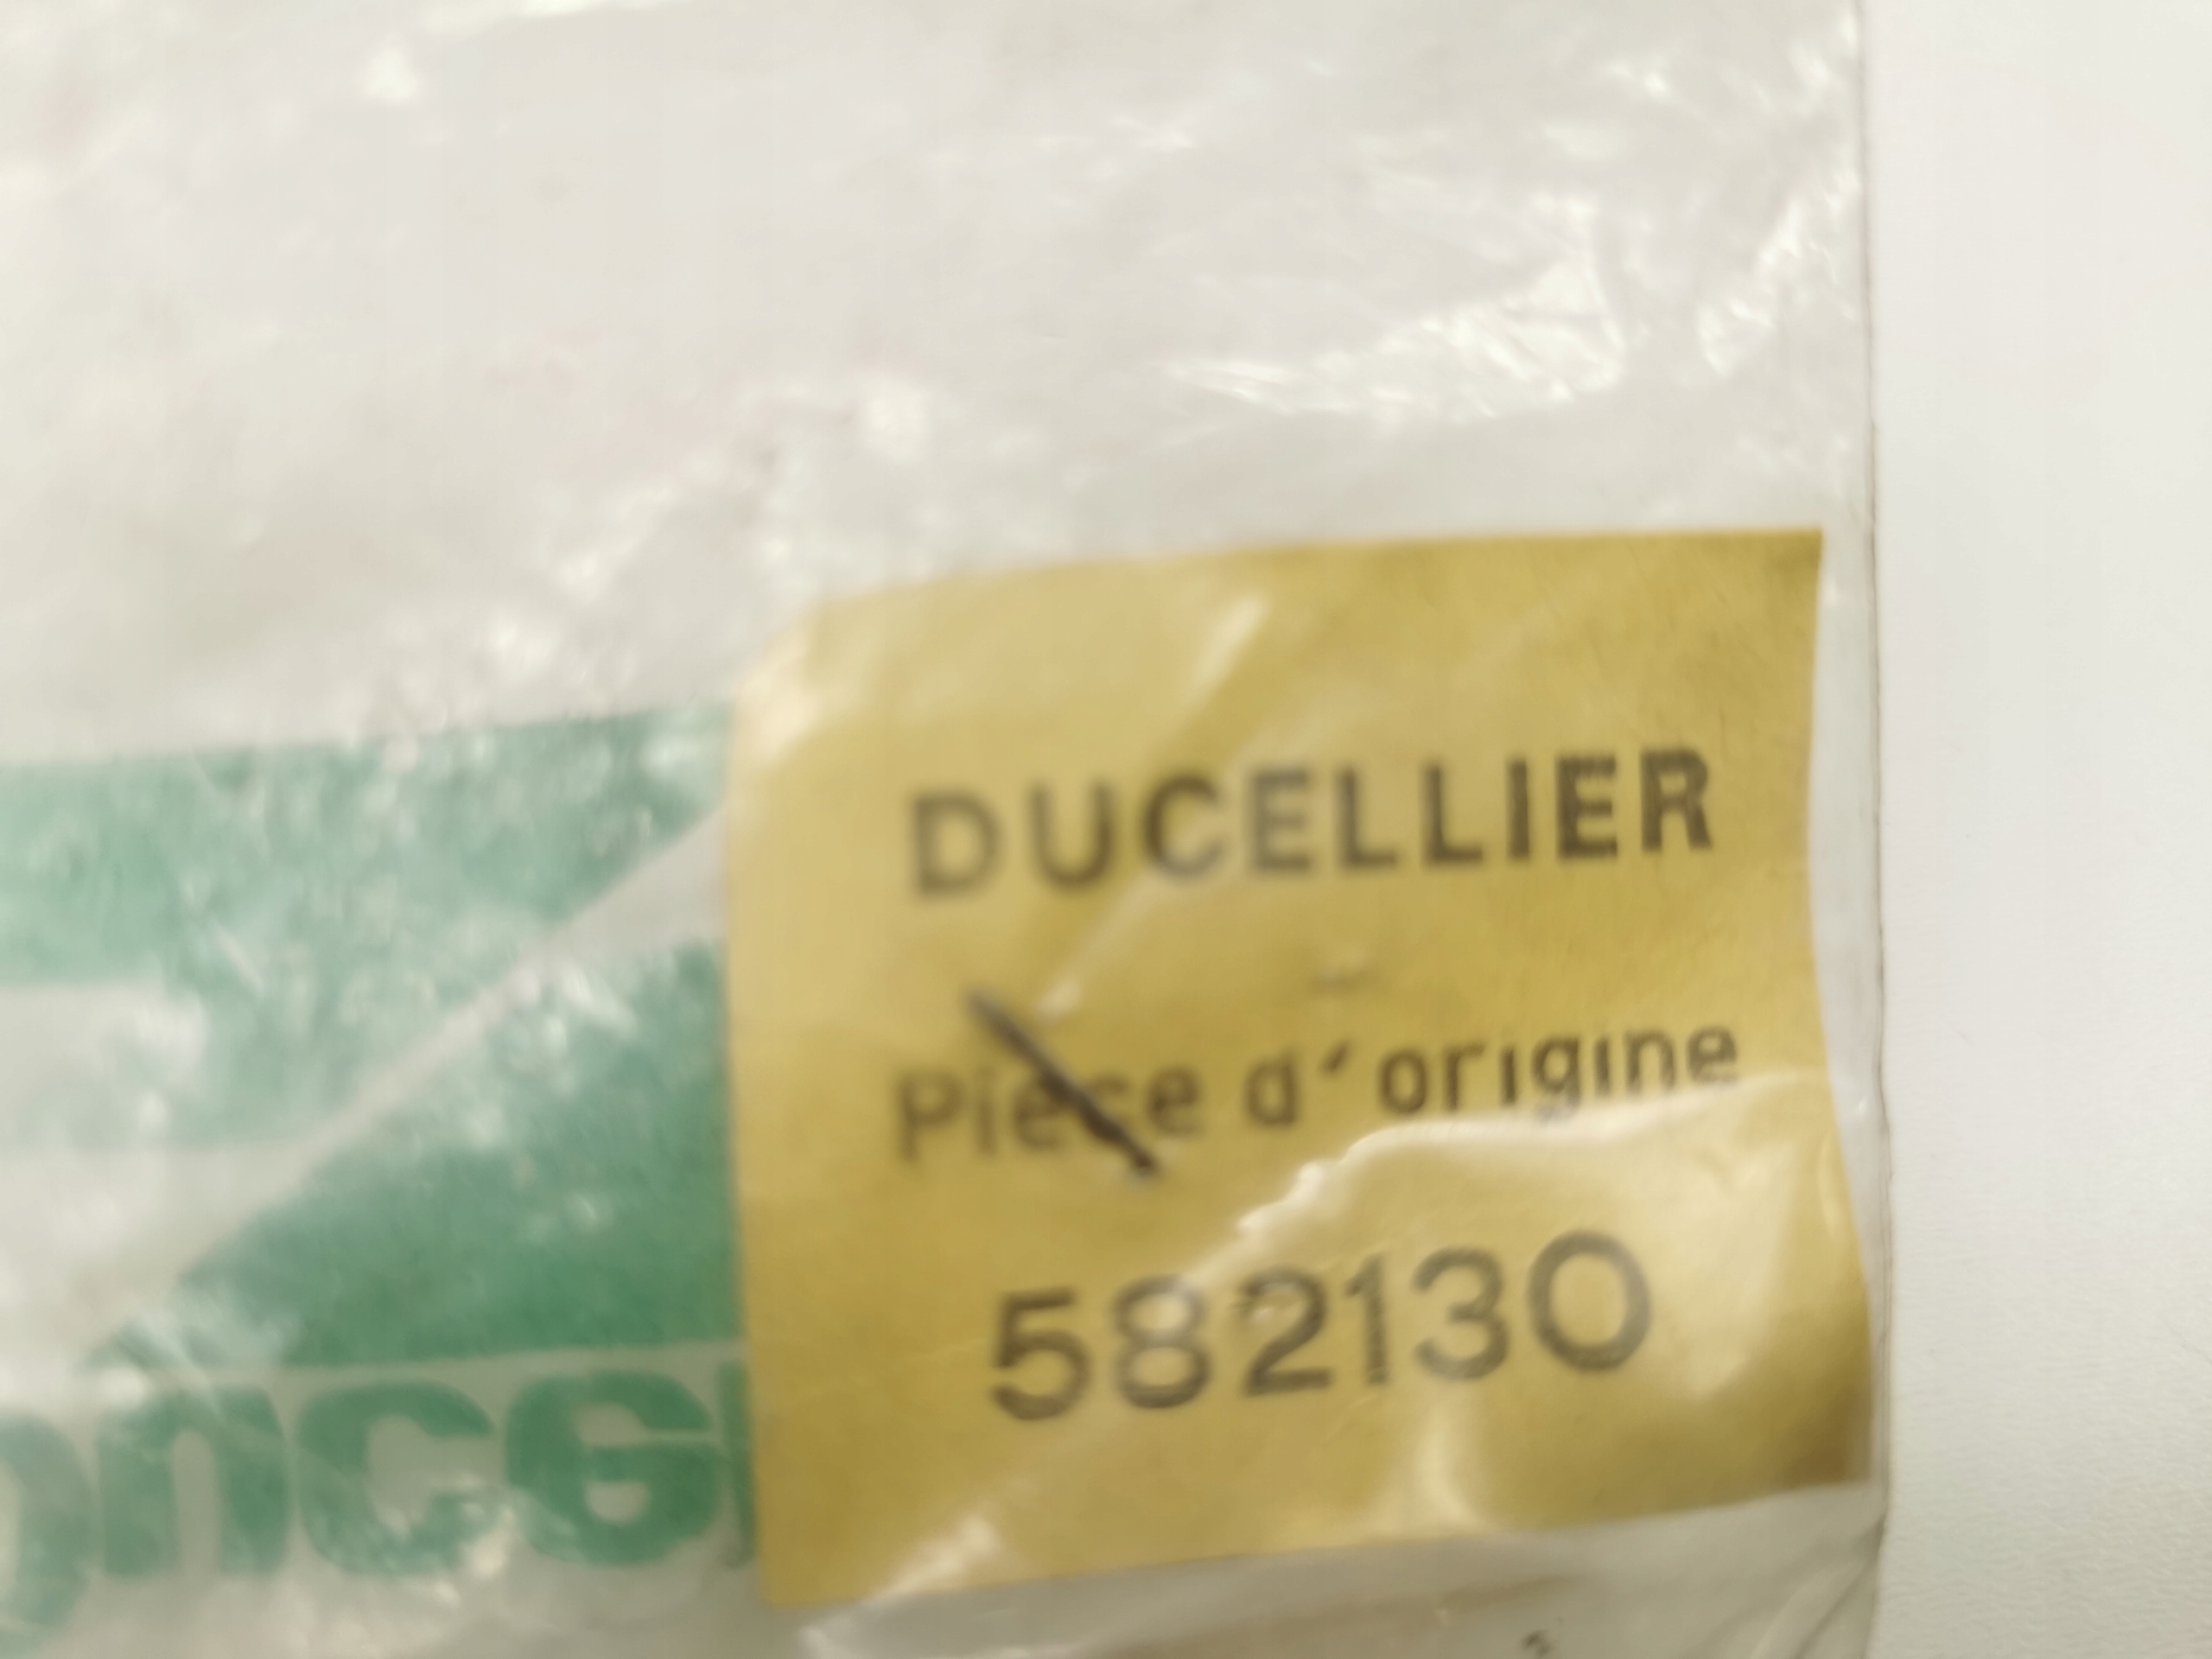 DUCELLIER
Pièce d'origine
582130